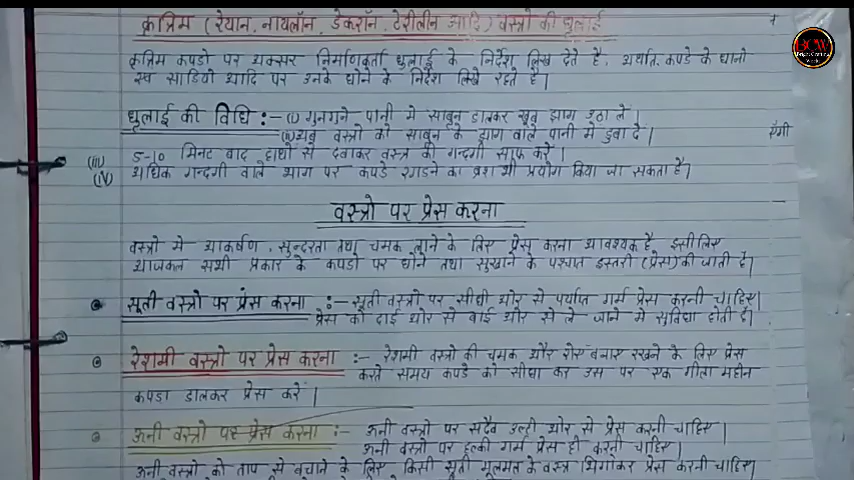 कृत्रिम (रेयान, नायलॉन, डेकरॉन, टेरीलीन आदि) वस्त्रो की धुलाई
कृत्रिम कपडो पर अक्सर निर्माणकर्ता धुलाई के निर्देश लिख देते है, अर्थात कपडे के थानो
एव साडियो आदि पर उनके धोने के निर्देश लिखे रहते है।
धुलाई की विधि :- (i) गुनगुने पानी मे साबुन डालकर खूब झाग उठा ले।
(ii) अब वस्त्रो को साबुन के झाग वाले पानी मे डुबा दे।
(iii) 5-10 मिनट बाद हाथो से दबाकर वस्त्र की गन्दगी साफ करे।
(iv) अधिक गन्दगी वाले भाग पर कपडे रगडने का ब्रश भी प्रयोग किया जा सकता है।
वस्त्रो पर प्रेस करना
वस्त्रो मे आकर्षण, सुन्दरता तथा चमक लाने के लिए प्रेस करना आवश्यक है, इसीलिए
आजकल सभी प्रकार के कपडो पर धोने तथा सुखाने के पश्चात इस्तरी (प्रेस) की जाती है।
सूती वस्त्रो पर प्रेस करना :- सूती वस्त्रो पर सीधी ओर से पर्याप्त गर्म प्रेस करनी चाहिए।
प्रेस को दाई ओर से बाई ओर से ले जाने मे सुविधा होती है।
रेशमी वस्त्रो पर प्रेस करना :- रेशमी वस्त्रो की चमक और बनाए रखने के लिए प्रेस
करते समय कपडे को सीधा कर उस पर एक गीला महीन
कपडा डालकर प्रेस करें।
ऊनी वस्त्रो पर प्रेस करना :- ऊनी वस्त्रो पर सदैव उल्टी ओर से प्रेस करनी चाहिए।
ऊनी वस्त्रो पर हल्की गर्म प्रेस ही करनी चाहिए।
ऊनी वस्त्रो को ताप से बचाने के लिए किसी सूती मूलमल के वस्त्र भिगोकर प्रेस करनी चाहिए।